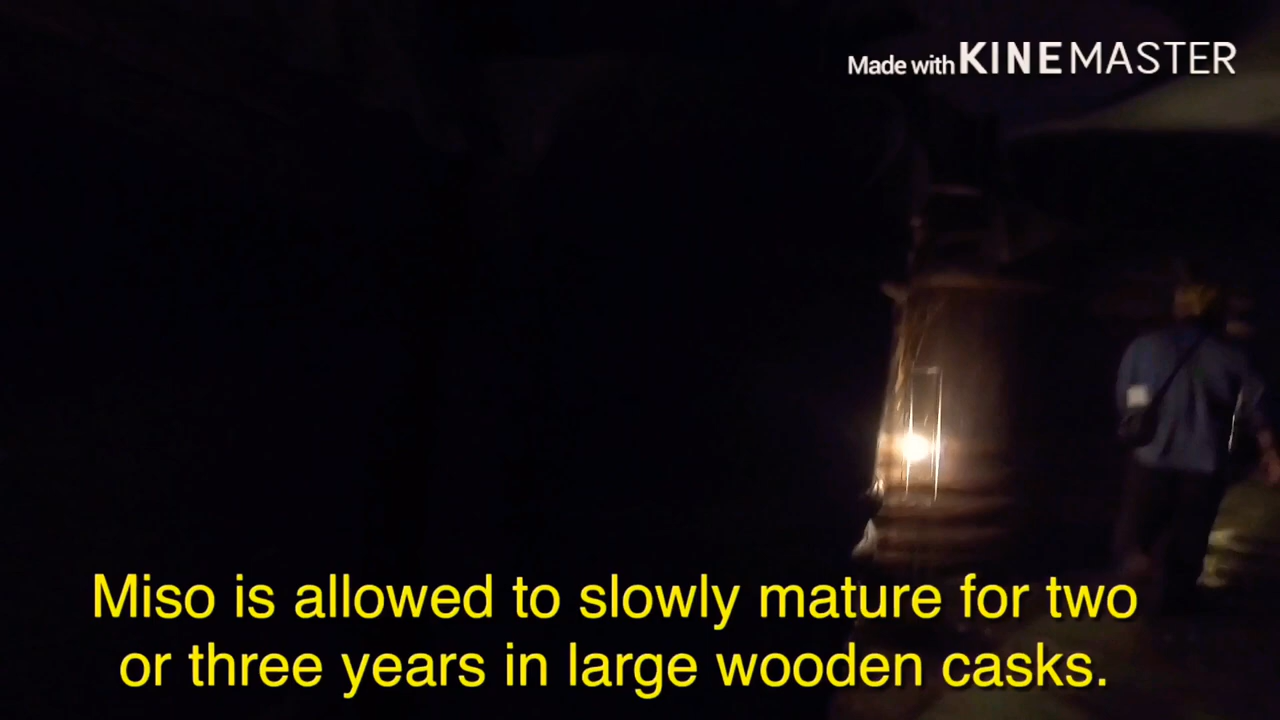 Made with KINEMASTER
Miso is allowed to slowly mature for two
or three years in large wooden casks.